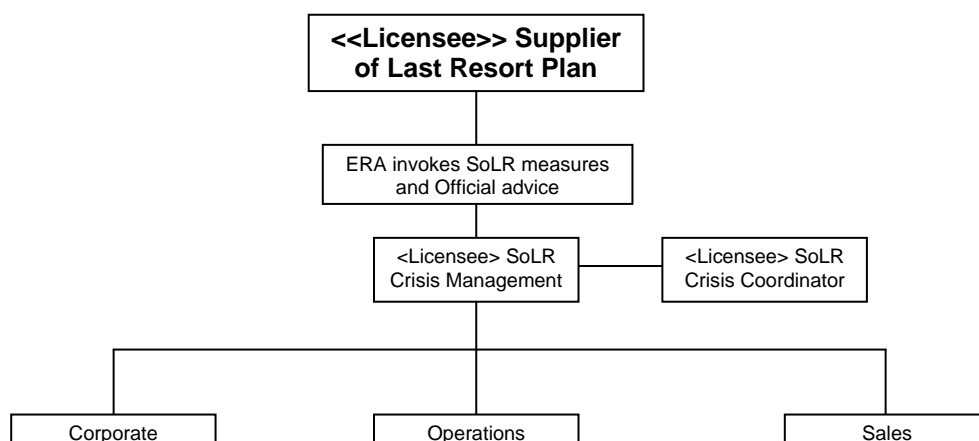 <<Licensee>> Supplier
of Last Resort Plan
ERA invokes SoLR measures
and Official advice
<Licensee> SoLR
Crisis Management
<Licensee> SoLR
Crisis Coordinator
Corporate
Operations
Sales